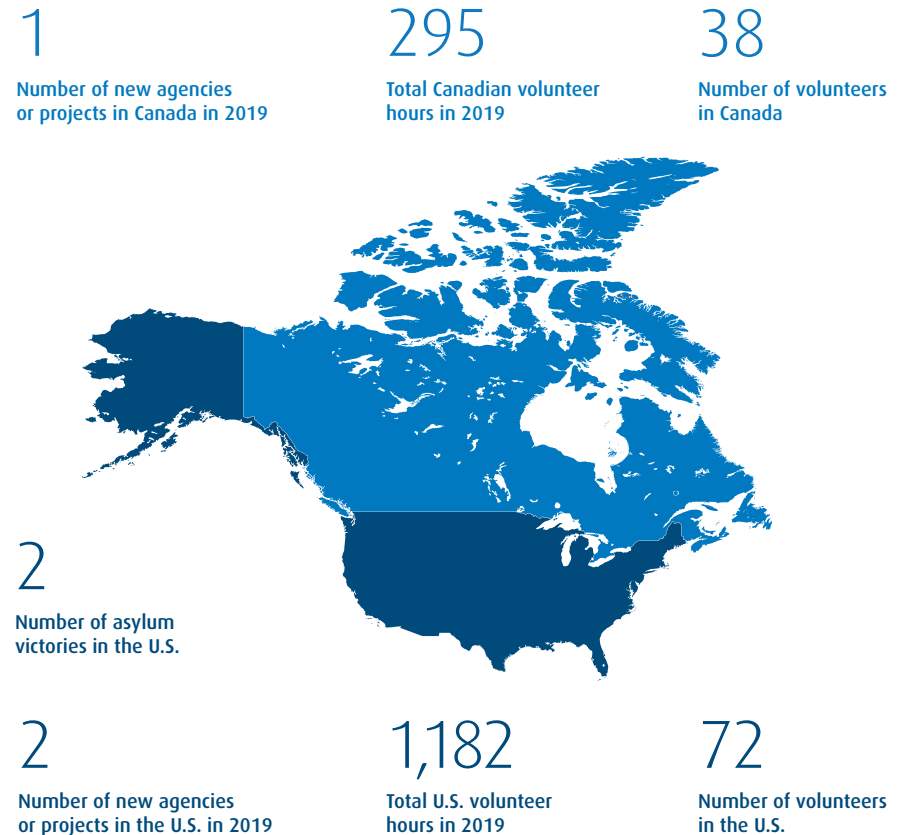 1
Number of new agencies
or projects in Canada in 2019
295
Total Canadian volunteer
hours in 2019
38
Number of volunteers
in Canada
2
Number of asylum
victories in the U.S.
2
Number of new agencies
or projects in the U.S. in 2019
1,182
Total U.S. volunteer
hours in 2019
72
Number of volunteers
in the U.S.